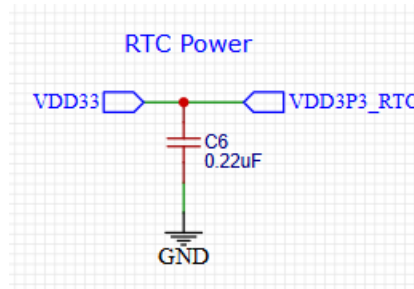 RTC Power
VDD33
VDD3P3_RTC
C6
0.22uF
GND